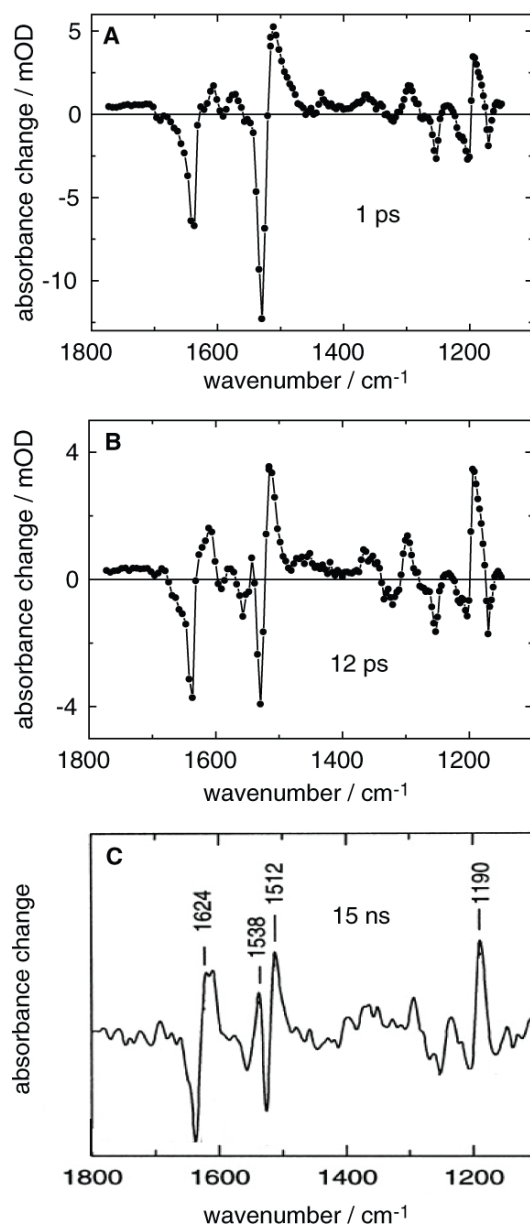 A
absorbance change / mOD
5
0
-5
-10
1 ps
1800 1600 1400 1200
wavenumber / cm-1
B
absorbance change / mOD
4
0
-4
12 ps
1800 1600 1400 1200
wavenumber / cm-1
C
absorbance change
1624
1538
1512
15 ns
1190
1800 1600 1400 1200
wavenumber / cm-1